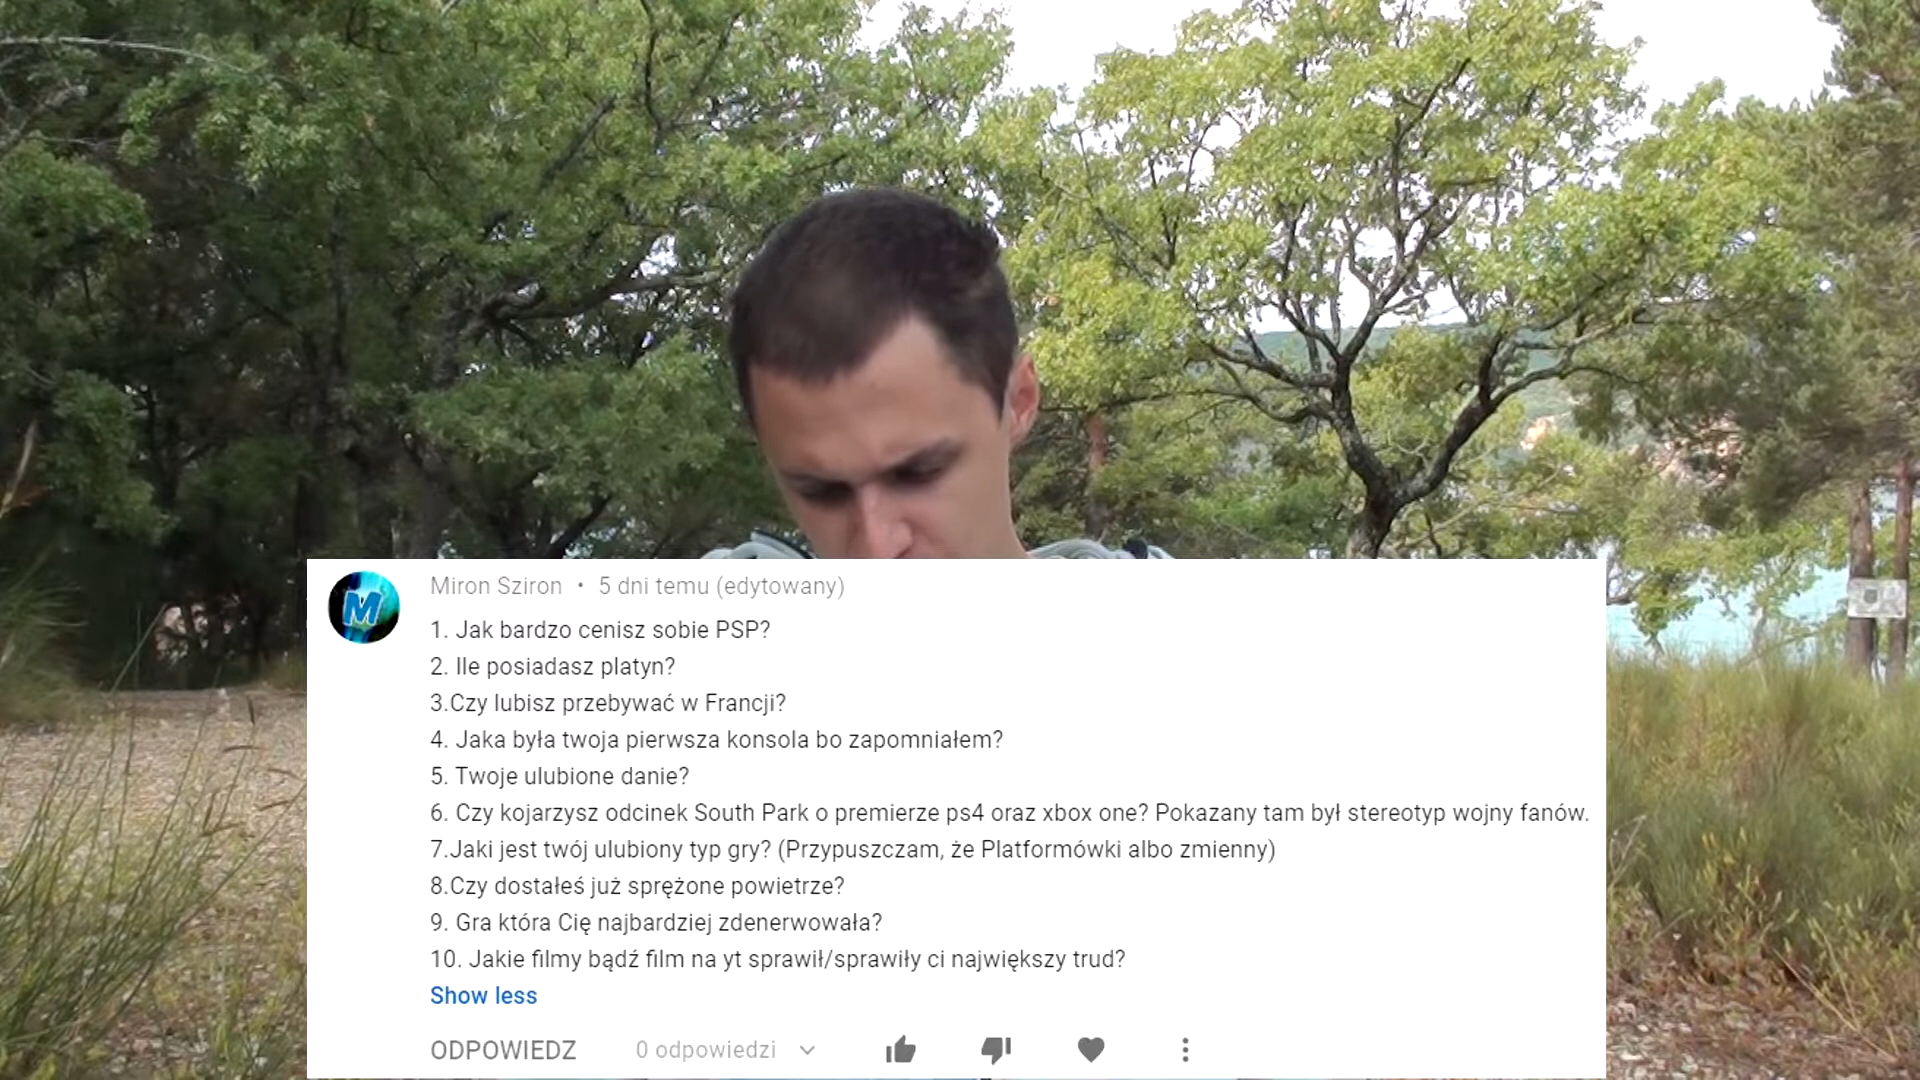 M
Miron Sziron • 5 dni temu (edytowany)
1. Jak bardzo cenisz sobie PSP?
2. Ile posiadasz platyn?
3.Czy lubisz przebywać w Francji?
4. Jaka była twoja pierwsza konsola bo zapomniałem?
5. Twoje ulubione danie?
6. Czy kojarzysz odcinek South Park o premierze ps4 oraz xbox one? Pokazany tam był stereotyp wojny fanów.
7.Jaki jest twój ulubiony typ gry? (Przypuszczam, że Platformówki albo zmienny)
8.Czy dostałeś już sprężone powietrze?
9. Gra która Cię najbardziej zdenerwowała?
10. Jakie filmy bądź film na yt sprawił/sprawiły ci największy trud?
Show less
ODPOWIEDZ 0 odpowiedzi